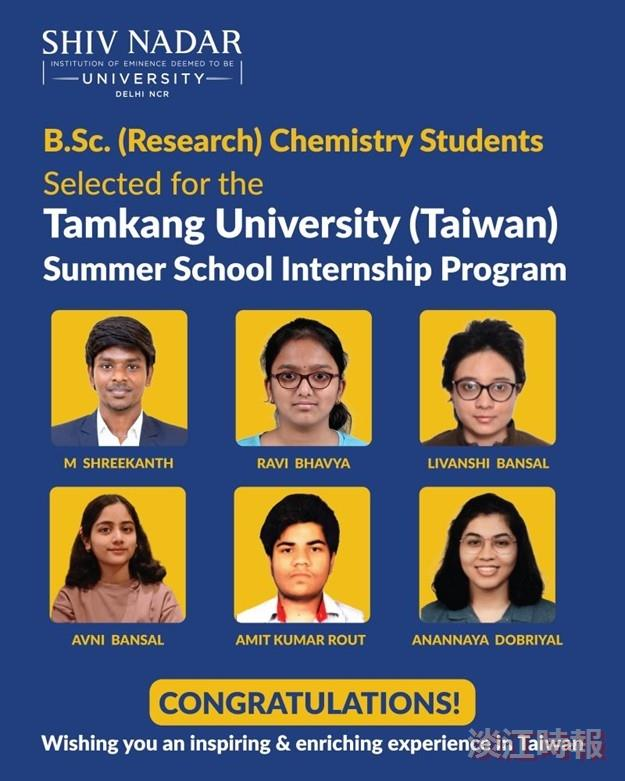 SHIV NADAR
INSTITUTION OF EMINENCE DEEMED TO BE
UNIVERSITY
DELHI NCR
B.Sc. (Research) Chemistry Students
Selected for the
Tamkang University (Taiwan)
Summer School Internship Program
M SHREEKANTH
RAVI BHAVYA
LIVANSHI BANSAL
AVNI BANSAL
AMIT KUMAR ROUT
ANANNAYA DOBRIYAL
CONGRATULATIONS!
Wishing you an inspiring & enriching experience in Taiwan
淡江時報